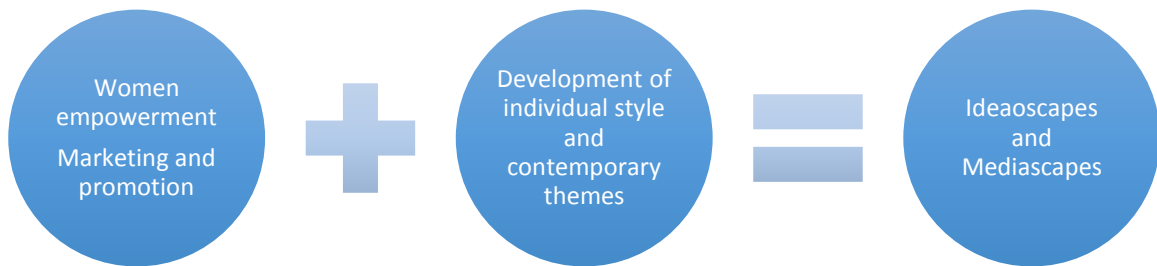 Women
empowerment
Marketing and
promotion
Development of
individual style
and
contemporary
themes
Ideaoscapes
and
Mediascapes